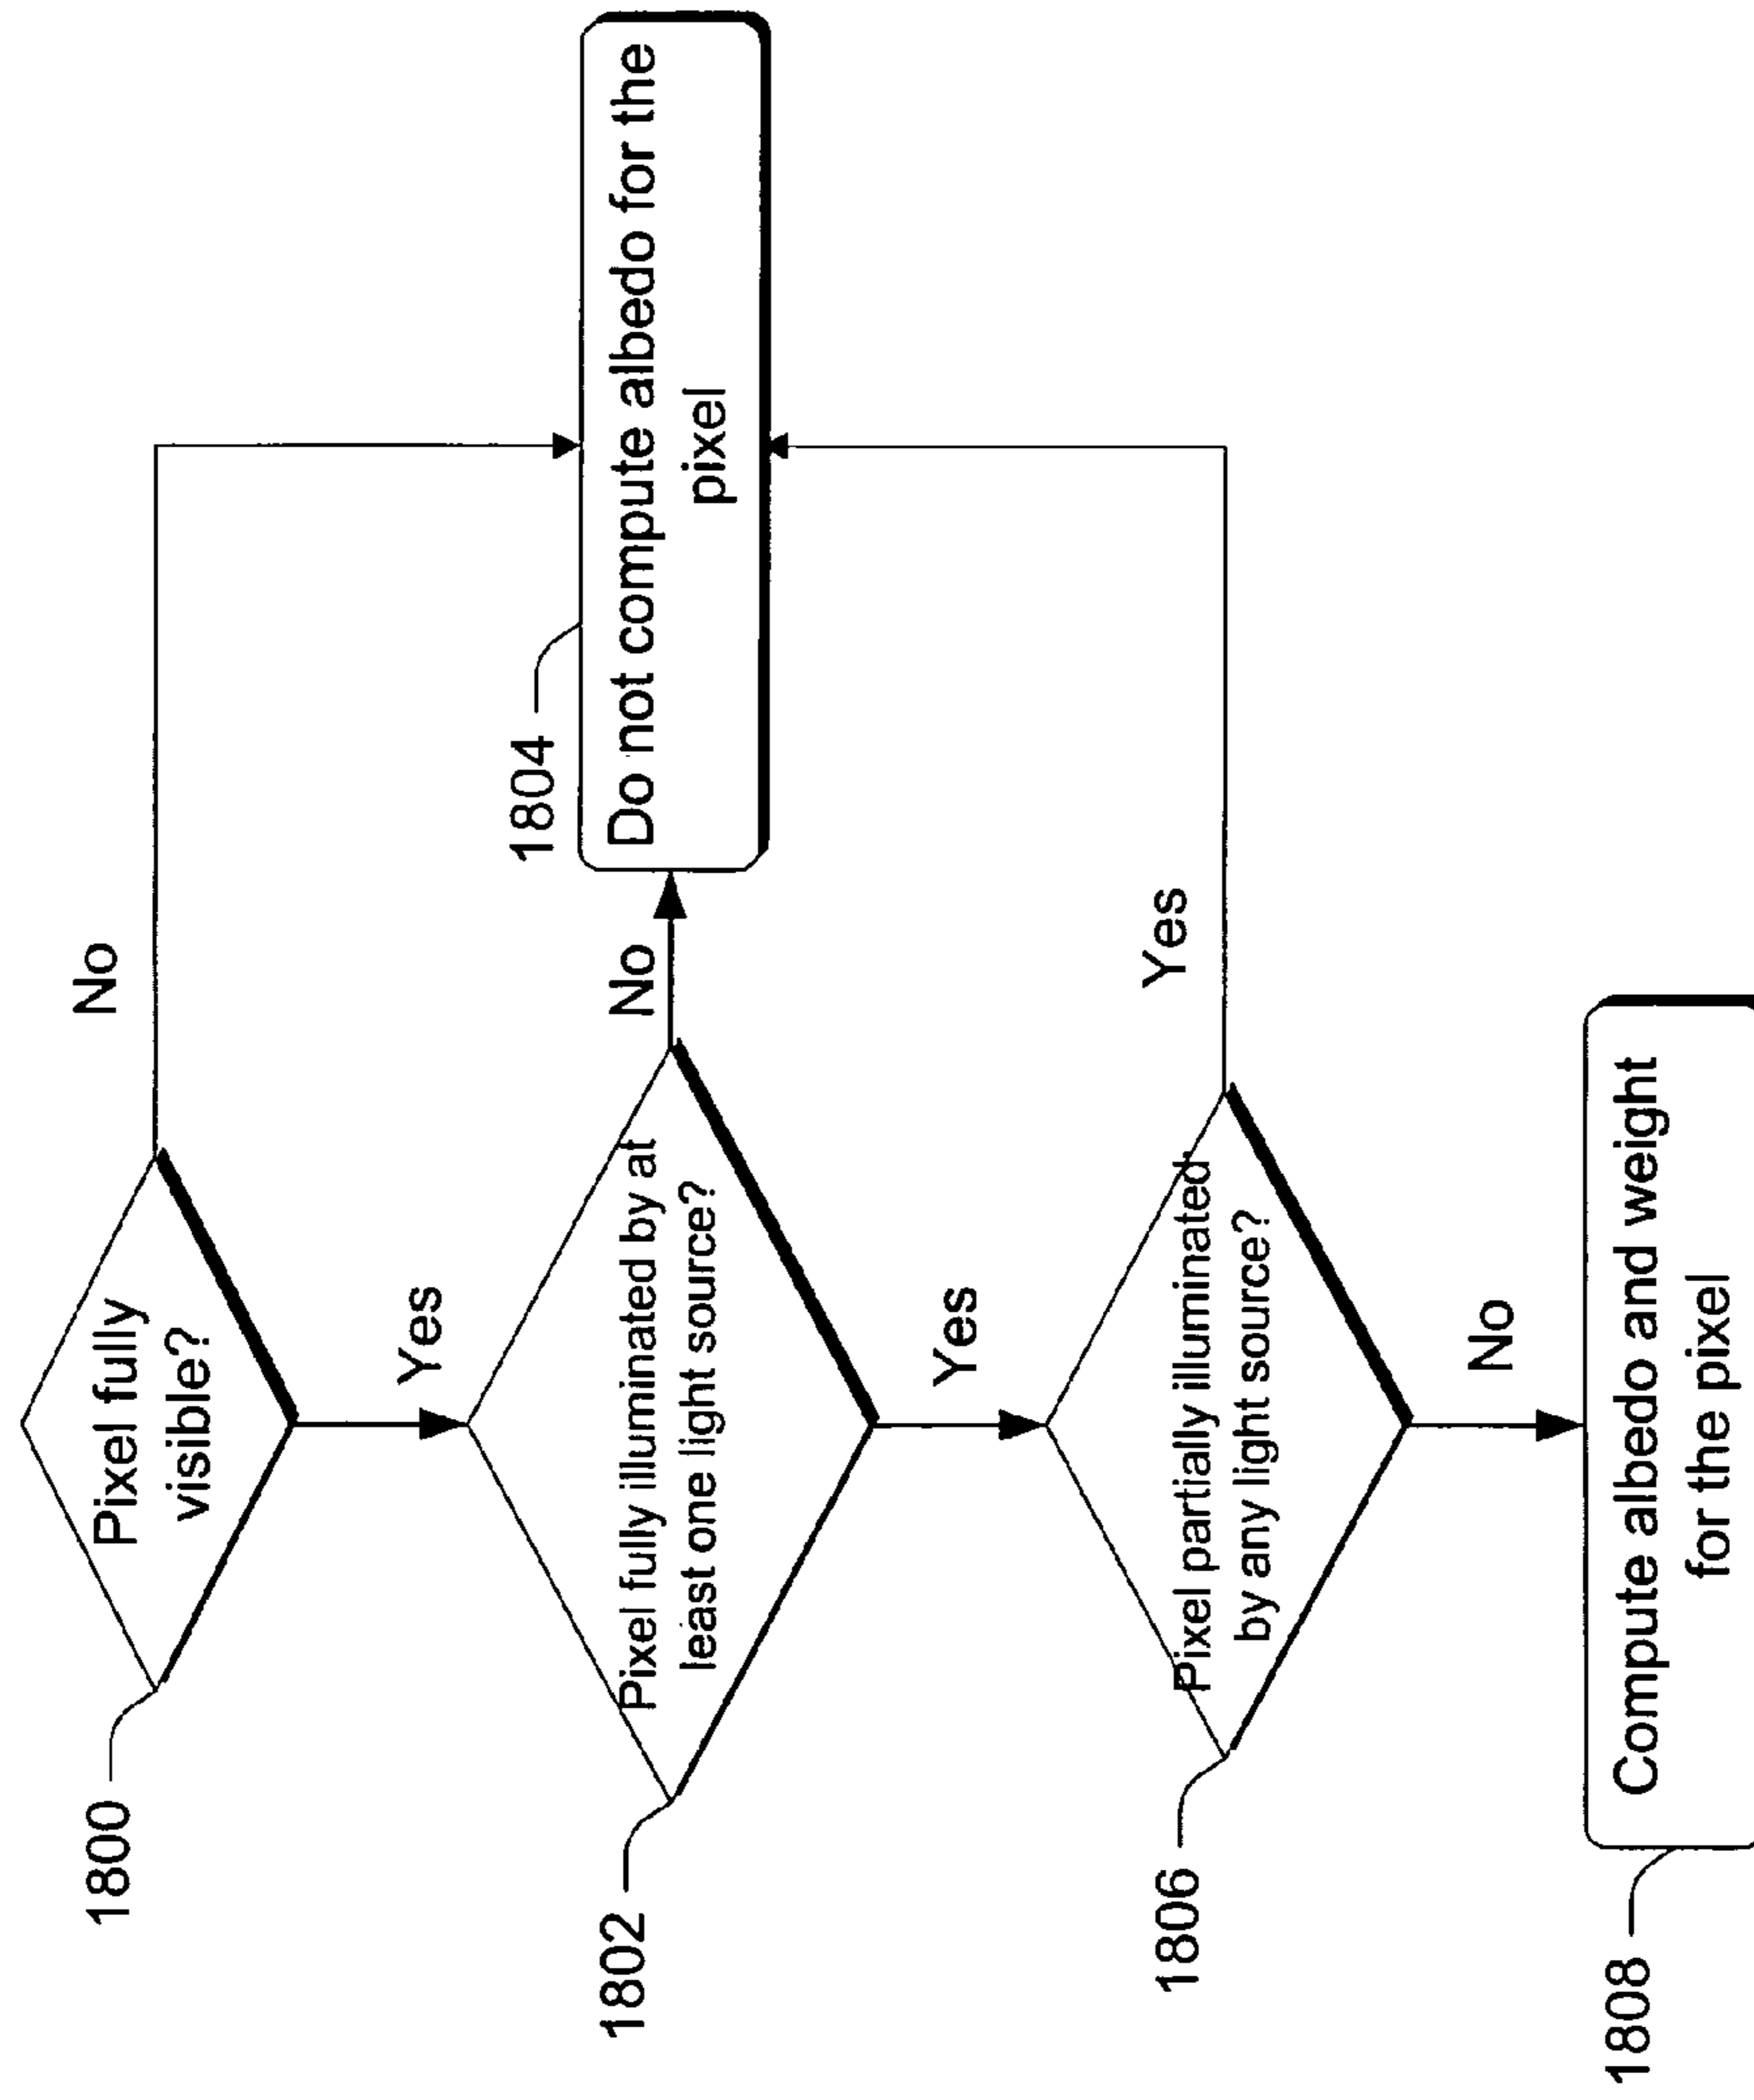 1800
Pixel fully
visible?
No
Yes
1802
Pixel fully illuminated by at
least one light source?
No
1804
Do not compute albedo for the
pixel
Yes
1806
Pixel partially illuminated
by any light source?
Yes
No
1808
Compute albedo and weight
for the pixel